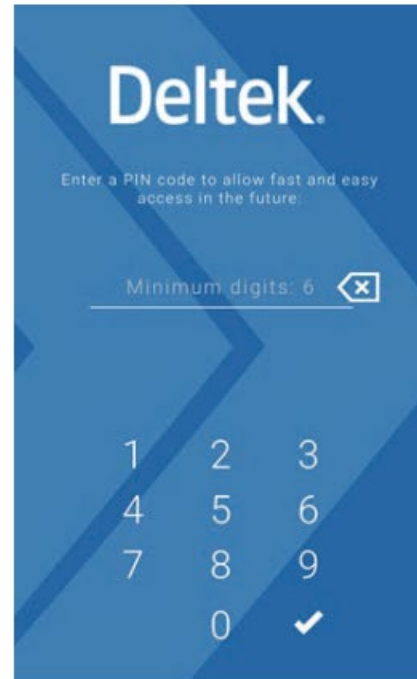 Deltek.
Enter a PIN code to allow fast and easy
access in the future:
Minimum digits: 6
1 2 3
4 5 6
7 8 9
0